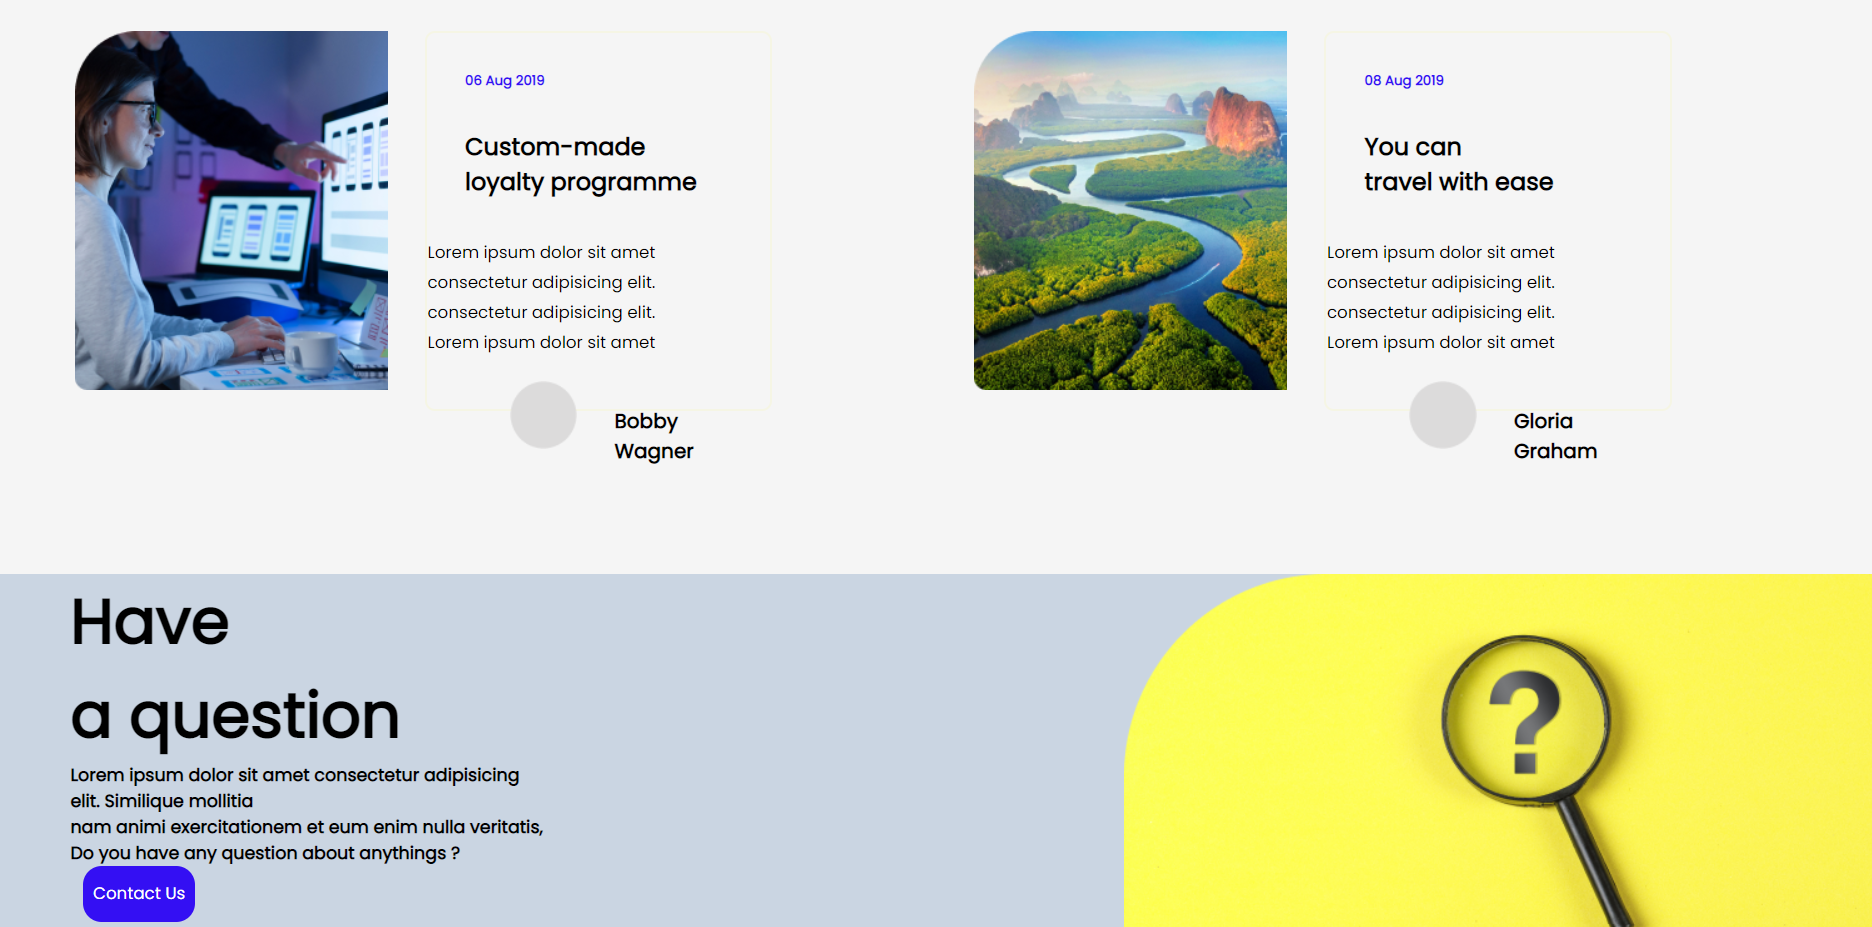 06 Aug 2019
Custom-made
loyalty programme
Lorem ipsum dolor sit amet
consectetur adipisicing elit.
consectetur adipisicing elit.
Lorem ipsum dolor sit amet
Bobby
Wagner
08 Aug 2019
You can
travel with ease
Lorem ipsum dolor sit amet
consectetur adipisicing elit.
consectetur adipisicing elit.
Lorem ipsum dolor sit amet
Gloria
Graham
Have
a question
Lorem ipsum dolor sit amet consectetur adipisicing
elit. Similique mollitia
nam animi exercitationem et eum enim nulla veritatis,
Do you have any question about anythings ?
Contact Us
?